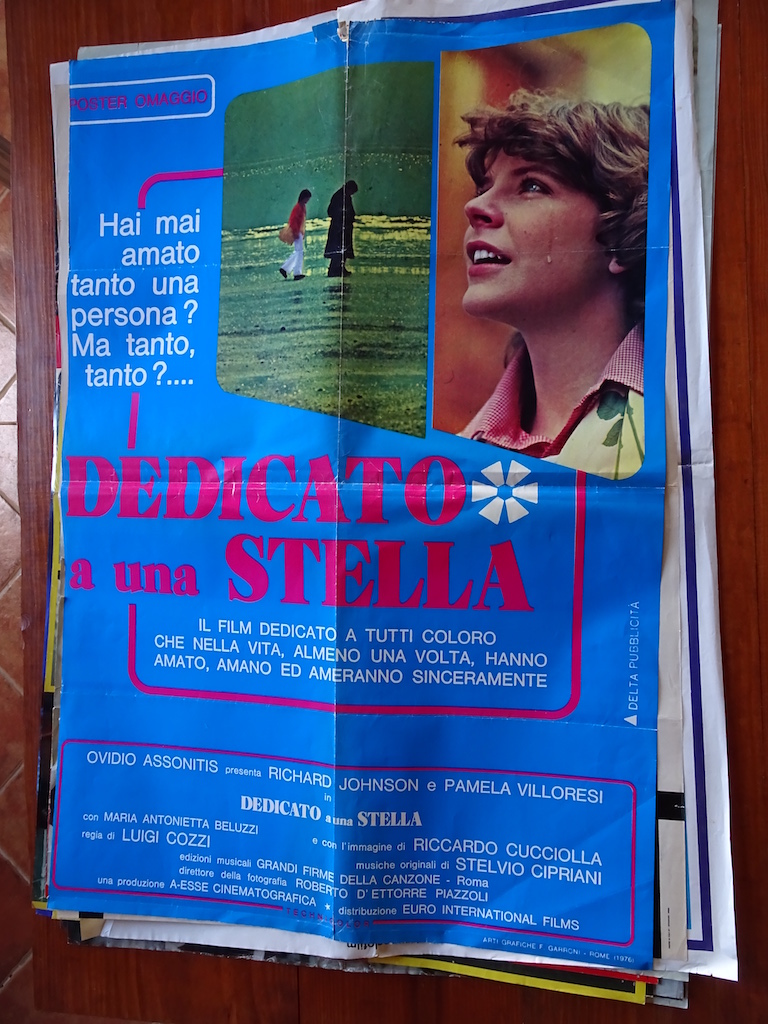 POSTER OMAGGIO
Hai mai
amato
tanto una
persona?
Ma tanto,
tanto?....
DEDICATO
a una STELLA
IL FILM DEDICATO A TUTTI COLORO
CHE NELLA VITA, ALMENO UNA VOLTA, HANNO
AMATO, AMANO ED AMERANNO SINCERAMENTE
DELTA PUBBLICITÀ
OVIDIO ASSONITIS presenta RICHARD JOHNSON e PAMELA VILLORESI
in
DEDICATO a una STELLA
con MARIA ANTONIETTA BELUZZI e con l'immagine di RICCARDO CUCCIOLLA
regia di LUIGI COZZI musiche originali di STELVIO CIPRIANI
edizioni musicali GRANDI FIRME DELLA CANZONE - Roma
direttore della fotografia ROBERTO D'ETTORRE PIAZZOLI
una produzione A-ESSE CINEMATOGRAFICA ★ distribuzione EURO INTERNATIONAL FILMS
TECHNICOLOR
ARTI GRAFICHE F. GARRONI - ROME (1976)